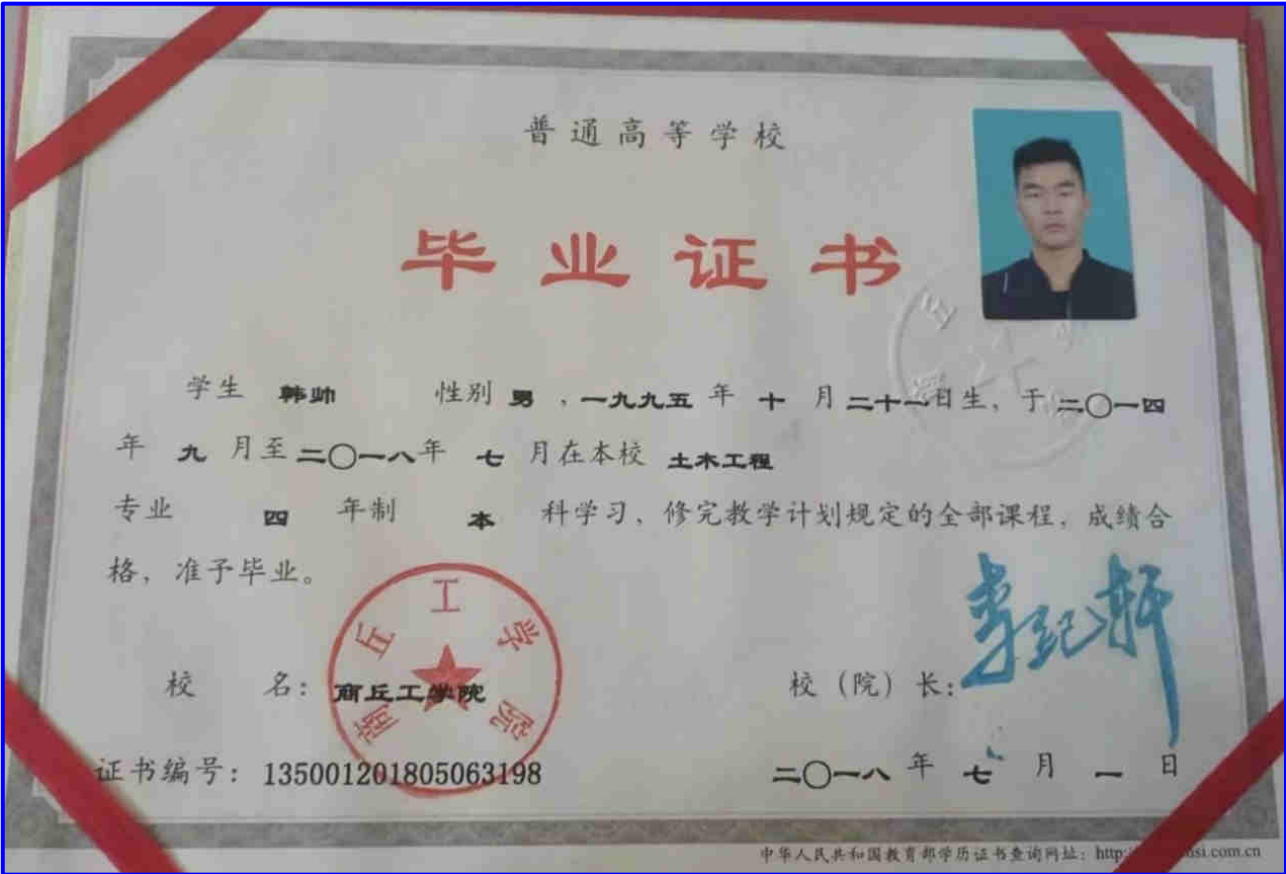 普通高等学校
毕业证书
学生 韩帅 性别 男，一九九五 年 十 月 二十一日生，于 二〇一四
年 九 月至 二〇一八年 七 月在本校 土木工程
专业 四 年制 本 科学习，修完教学计划规定的全部课程，成绩合
格，准予毕业。
商丘工学院
校 名：商丘工学院 校（院）长：李纪轩
证书编号：135001201805063198 二〇一八 年 七 月 一 日
中华人民共和国教育部学历证书查询网址：http: si.com.cn